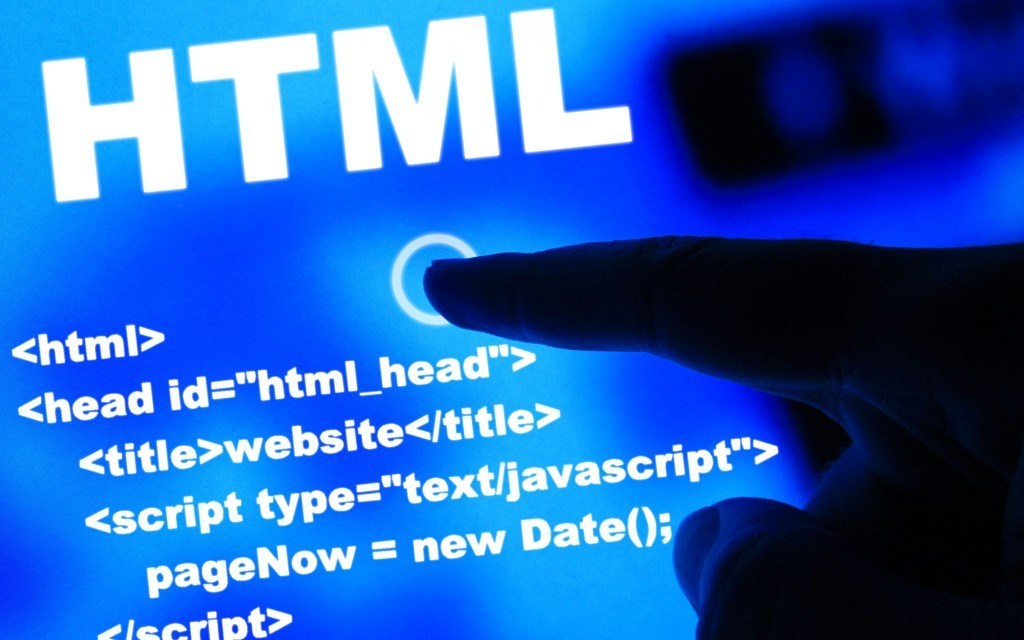 HTML
<html>
<head id="html_head">
<title>website</title>
<script type="text/javascript">
pageNow = new Date();
</script>